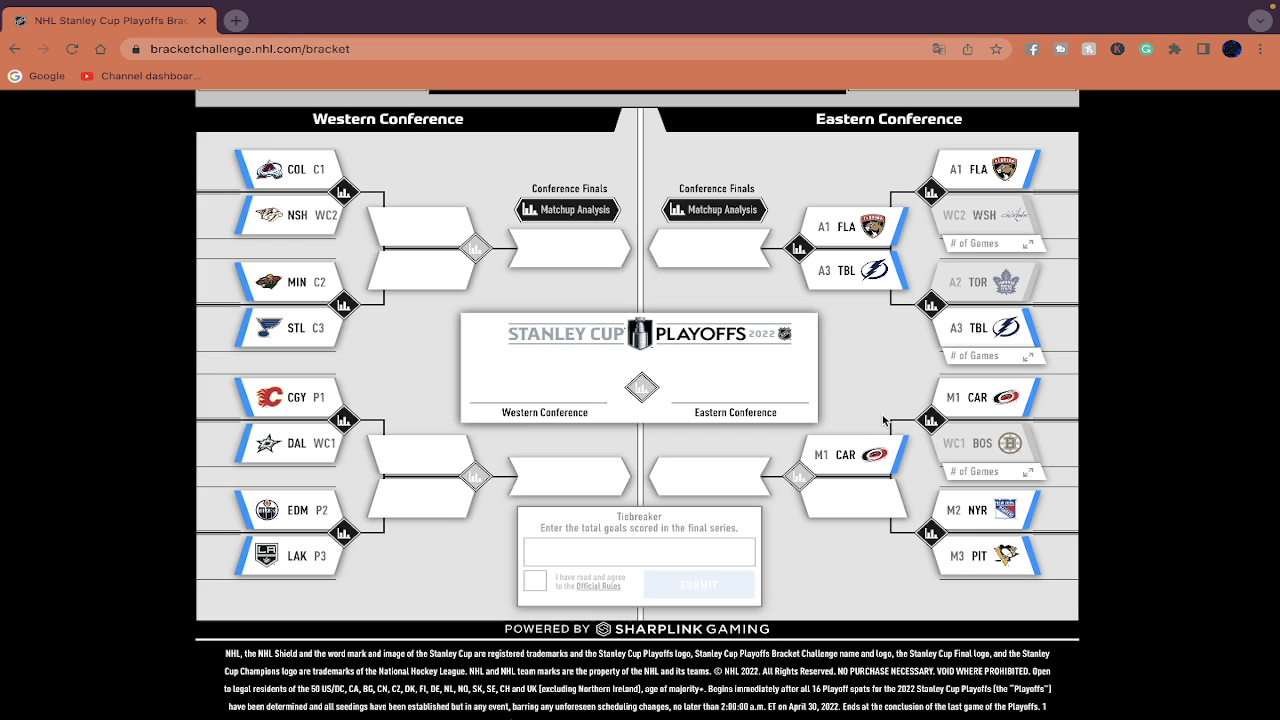 NHL Stanley Cup Playoffs Brac
bracketchallenge.nhl.com/bracket
Google
Channel dashboar...
Western Conference
Eastern Conference
COL C1
NSH WC2
MIN C2
STL C3
CGY P1
DAL WC1
EDM P2
LAK P3
Conference Finals
Matchup Analysis
Conference Finals
Matchup Analysis
A1 FLA
A3 TBL
M1 CAR
A1 FLA
WC2 WSH
# of Games
A2 TOR
A3 TBL
# of Games
M1 CAR
WC1 BOS
# of Games
M2 NYR
M3 PIT
STANLEY CUP PLAYOFFS 2022
Western Conference
Eastern Conference
Tiebreaker
Enter the total goals scored in the final series.
I have read and agree
to the Official Rules
SUBMIT
POWERED BY SHARPLINK GAMING
NHL, the NHL Shield and the word mark and image of the Stanley Cup are registered trademarks and the Stanley Cup Playoffs logo, Stanley Cup Playoffs Bracket Challenge name and logo, the Stanley Cup Final logo, and the Stanley
Cup Champions logo are trademarks of the National Hockey League. NHL and NHL team marks are the property of the NHL and its teams. © NHL 2022. All Rights Reserved. NO PURCHASE NECESSARY. VOID WHERE PROHIBITED. Open
to legal residents of the 50 US/DC, CA, BG, CN, CZ, DK, FI, DE, NL, NO, SK, SE, CH and UK (excluding Northern Ireland), age of majority+. Begins immediately after all 16 Playoff spots for the 2022 Stanley Cup Playoffs (the "Playoffs")
have been determined and all seedings have been established but in any event, barring any unforeseen scheduling changes, no later than 2:00:00 a.m. ET on April 30, 2022. Ends at the conclusion of the last game of the Playoffs. 1